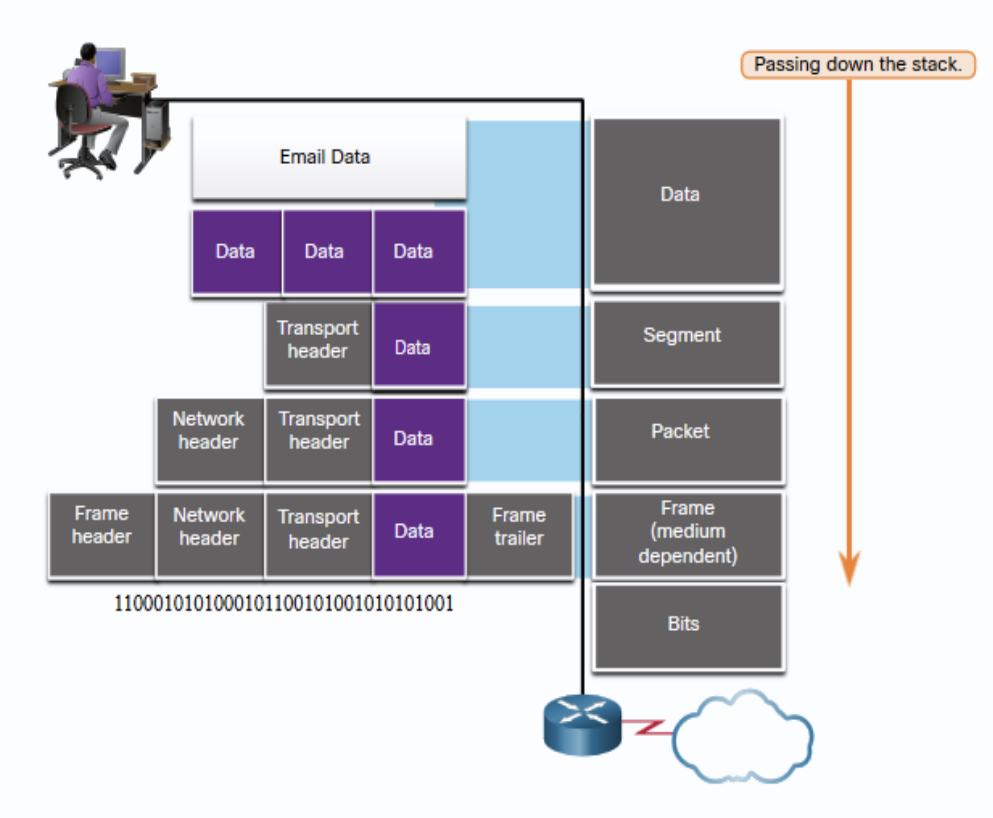 Passing down the stack.
Email Data
Data
Data
Data
Data
Transport
header
Data
Segment
Network
header
Transport
header
Data
Packet
Frame
header
Network
header
Transport
header
Data
Frame
trailer
Frame
(medium
dependent)
1100010101000101100101001010101001
Bits